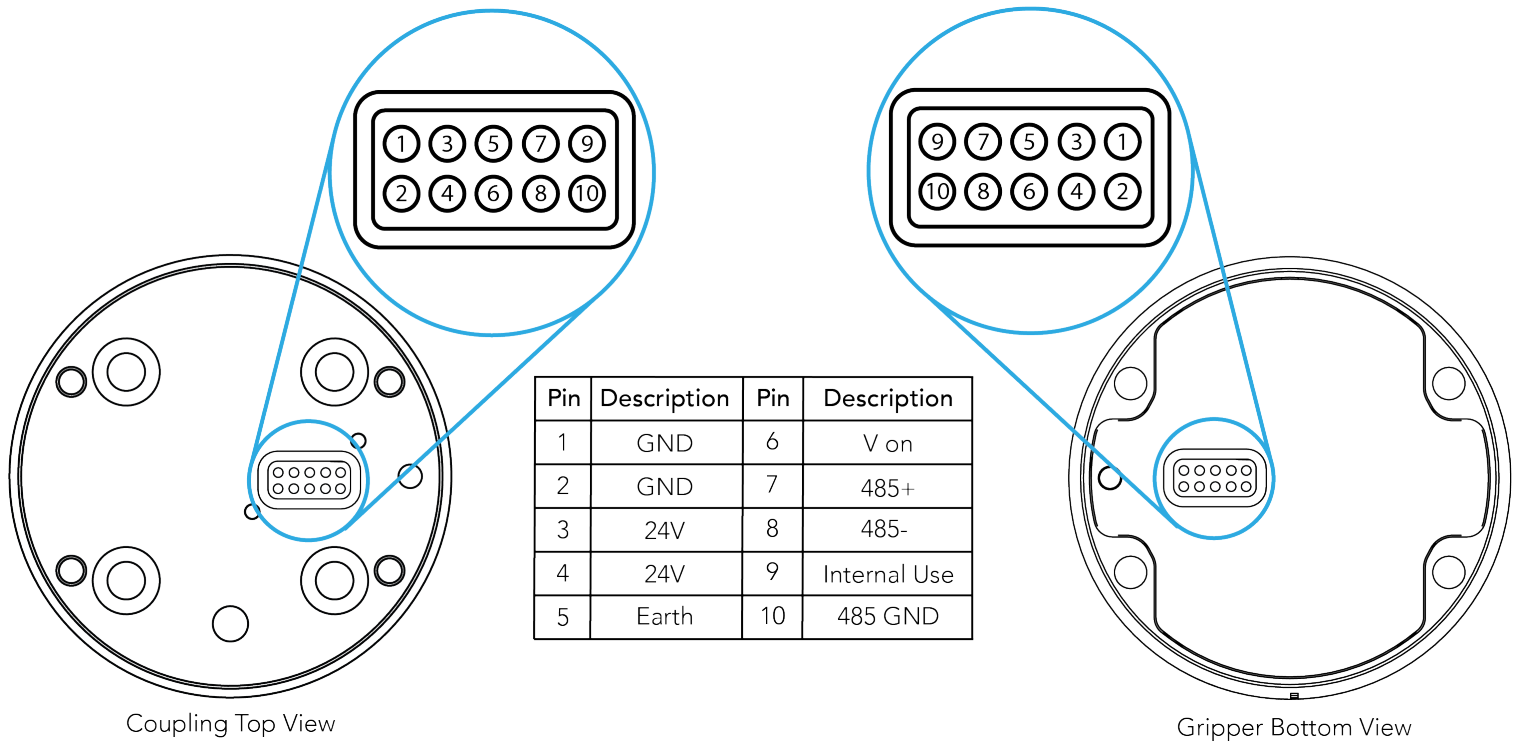 1 3 5 7 9
2 4 6 8 10
9 7 5 3 1
10 8 6 4 2
Pin Description Pin Description
1 GND 6 V on
2 GND 7 485+
3 24V 8 485-
4 24V 9 Internal Use
5 Earth 10 485 GND
Coupling Top View
Gripper Bottom View